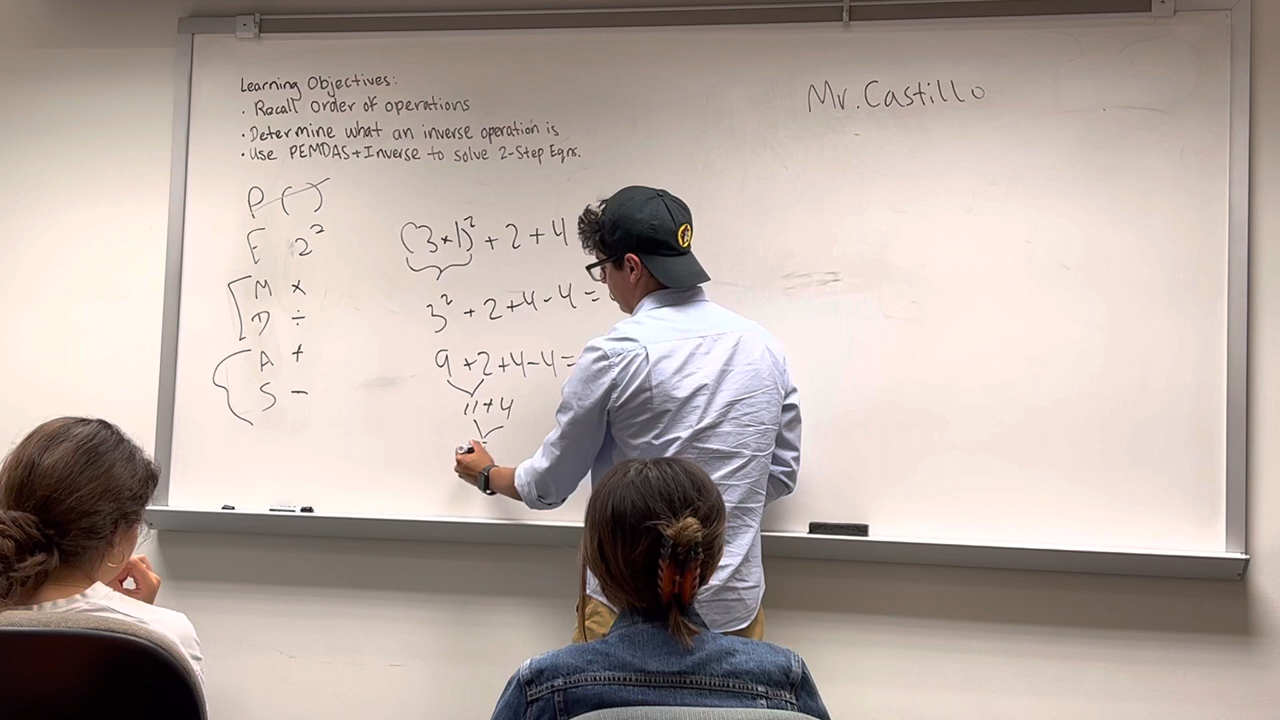 Learning Objectives:
• Recall order of operations
• Determine what an inverse operation is
• Use PEMDAS+Inverse to solve 2-Step Eqns.
Mr. Castillo
P ( )
E 2²
M ×
D ÷
A +
S -
(3×1)² + 2 + 4
3² + 2 + 4 - 4 =
9 + 2 + 4 - 4 =
11 + 4